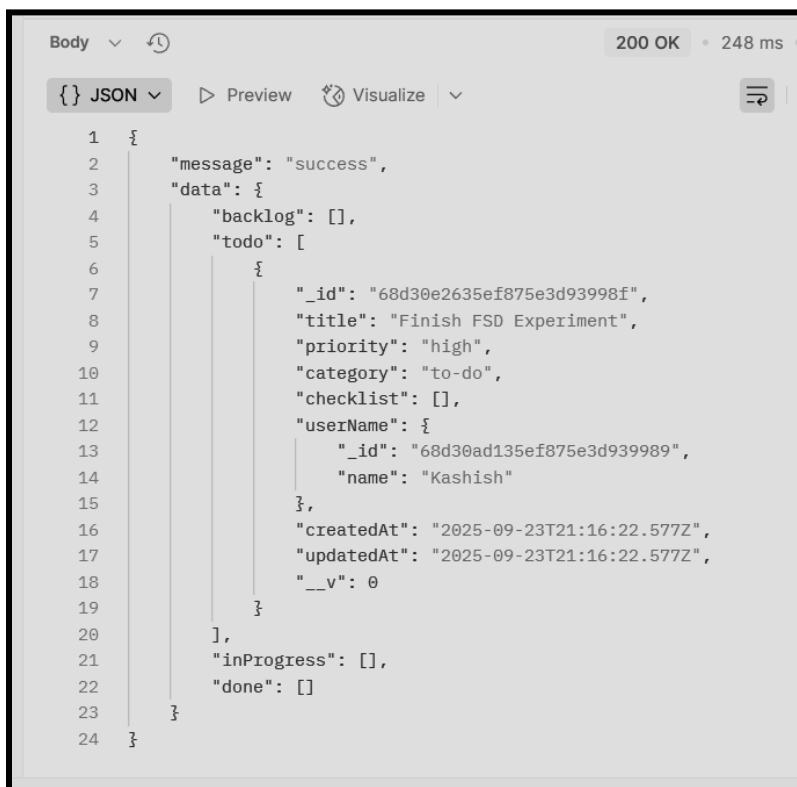 Body 200 OK • 248 ms
{} JSON Preview Visualize
1 {
2 "message": "success",
3 "data": {
4 "backlog": [],
5 "todo": [
6 {
7 "_id": "68d30e2635ef875e3d93998f",
8 "title": "Finish FSD Experiment",
9 "priority": "high",
10 "category": "to-do",
11 "checklist": [],
12 "userName": {
13 "_id": "68d30ad135ef875e3d939989",
14 "name": "Kashish"
15 },
16 "createdAt": "2025-09-23T21:16:22.577Z",
17 "updatedAt": "2025-09-23T21:16:22.577Z",
18 "__v": 0
19 }
20 ],
21 "inProgress": [],
22 "done": []
23 }
24 }